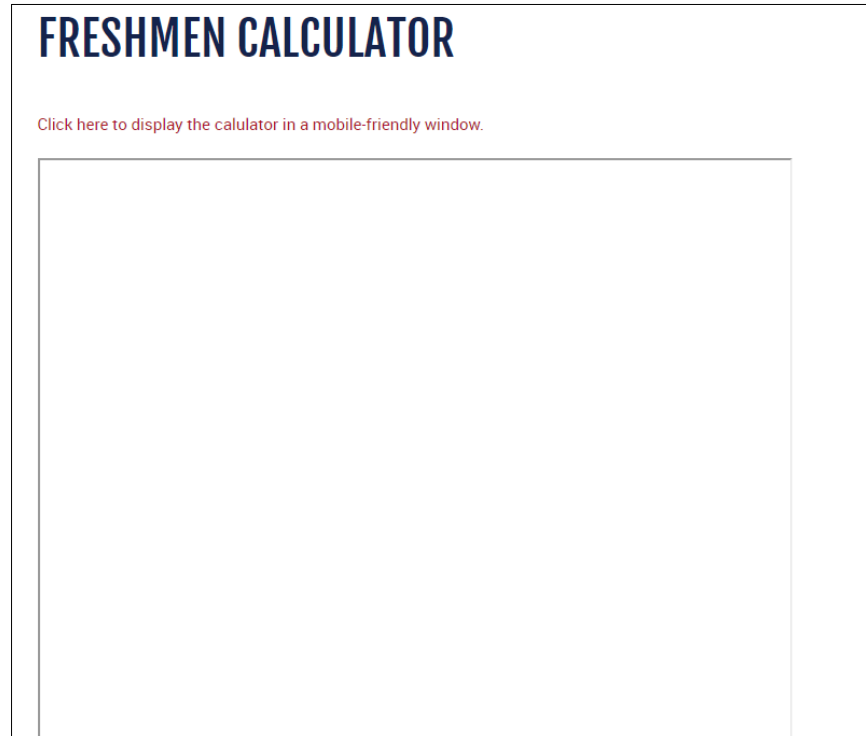 FRESHMEN CALCULATOR
Click here to display the calulator in a mobile-friendly window.